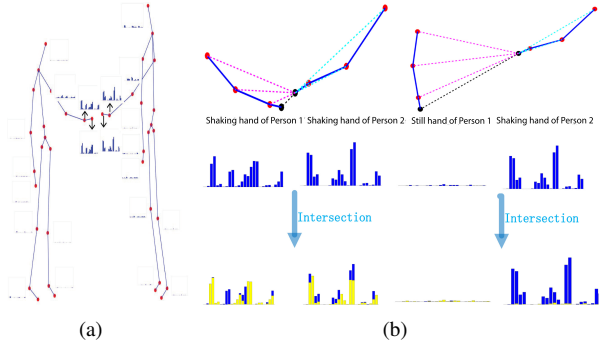 Shaking hand of Person 1 Shaking hand of Person 2 Still hand of Person 1 Shaking hand of Person 2
Intersection Intersection
(a) (b)